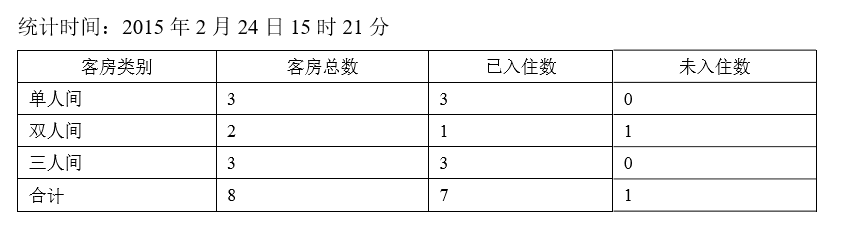 统计时间：2015 年 2 月 24 日 15 时 21 分
客房类别 客房总数 已入住数 未入住数
单人间 3 3 0
双人间 2 1 1
三人间 3 3 0
合计 8 7 1